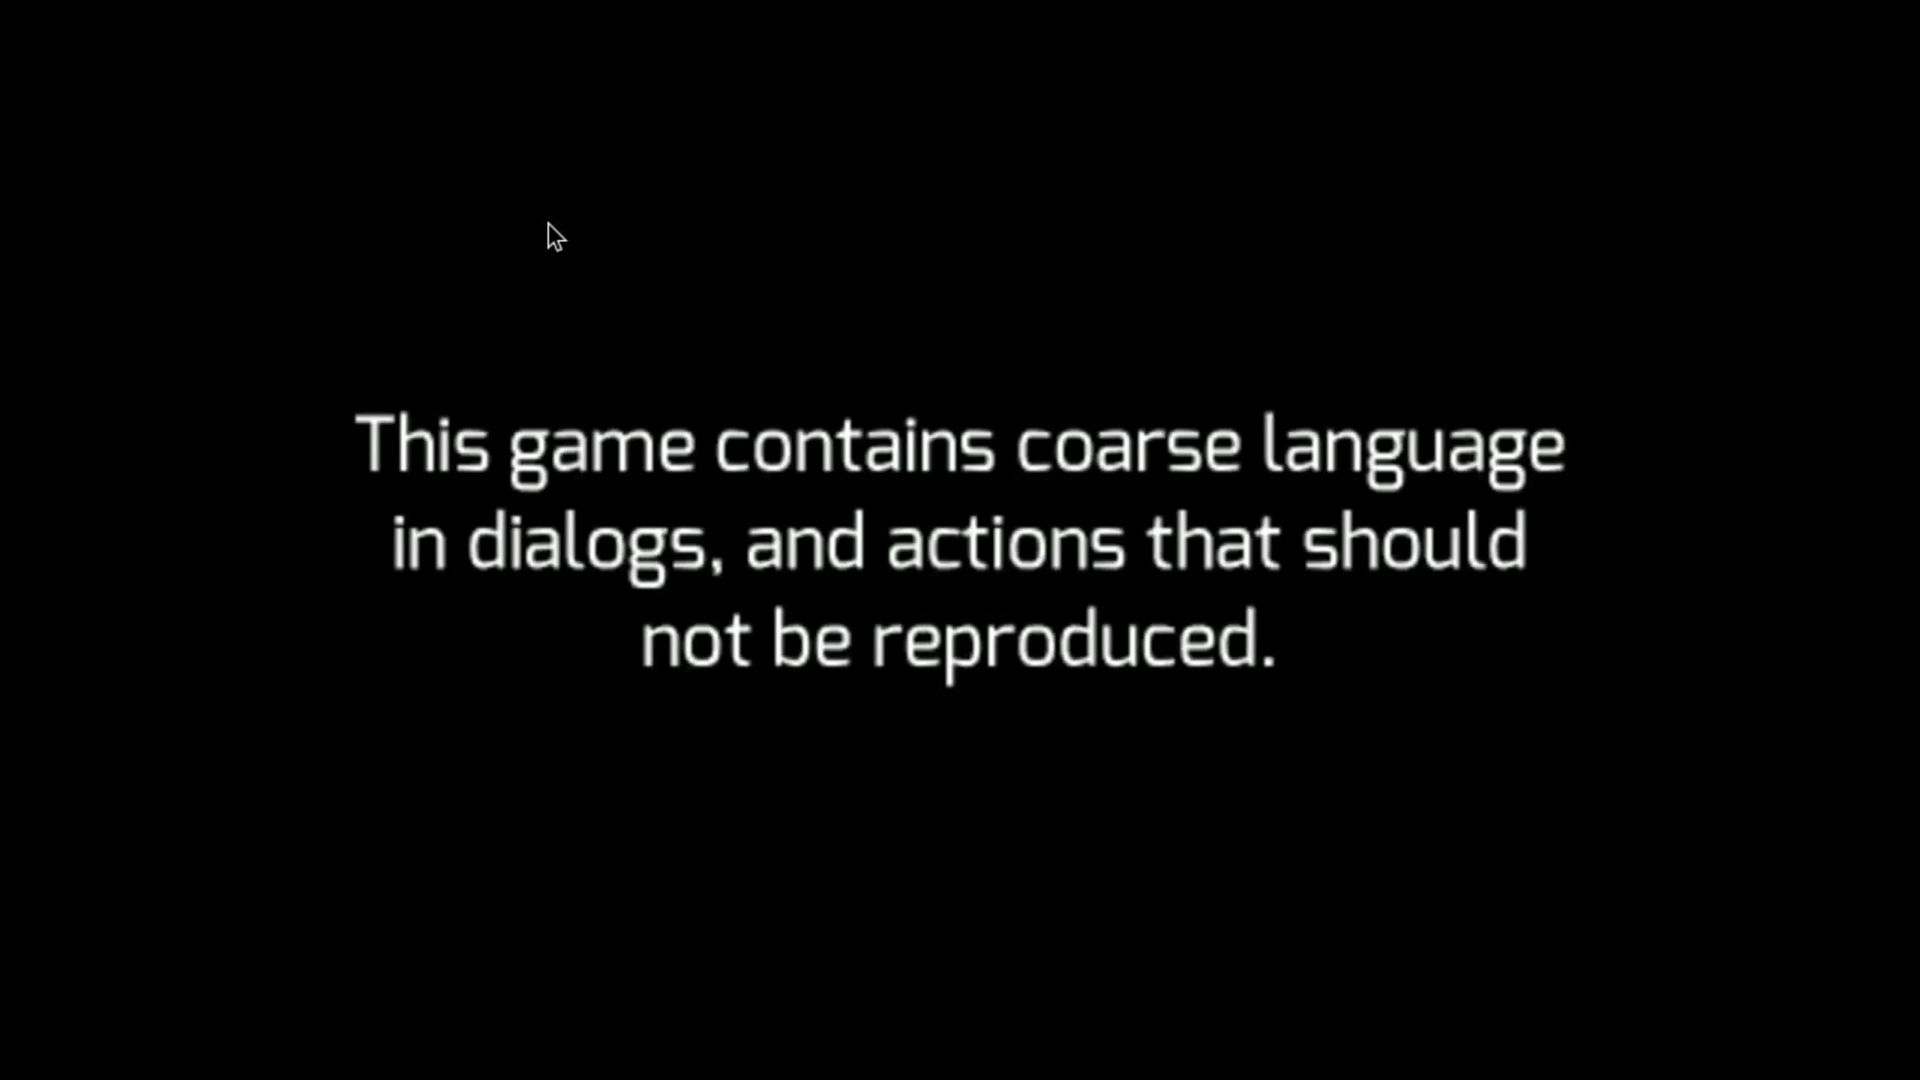 This game contains coarse language
in dialogs, and actions that should
not be reproduced.